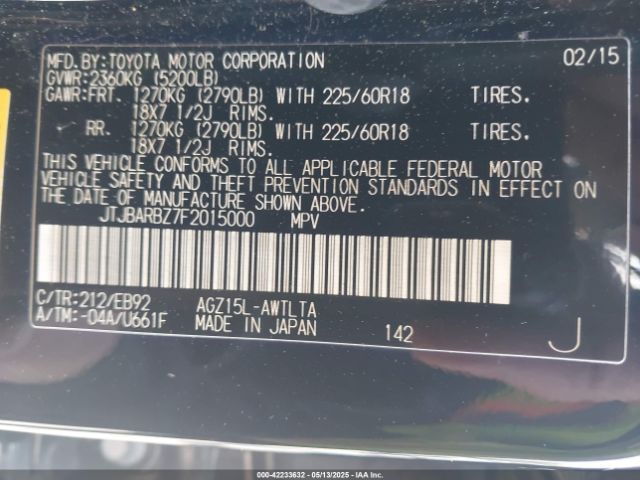 MFD.BY:TOYOTA MOTOR CORPORATION 02/15
GVWR:2360KG (5200LB)
GAWR:FRT. 1270KG (2790LB) WITH 225/60R18 TIRES.
18X7 1/2J RIMS.
RR. 1270KG (2790LB) WITH 225/60R18 TIRES.
18X7 1/2J RIMS.
THIS VEHICLE CONFORMS TO ALL APPLICABLE FEDERAL MOTOR
VEHICLE SAFETY AND THEFT PREVENTION STANDARDS IN EFFECT ON
THE DATE OF MANUFACTURE SHOWN ABOVE.
JTJBARBZ7F2015000 MPV
C/TR:212/EB92 AGZ15L-AWTLTA
A/TM:-04A/U661F MADE IN JAPAN 142 J
000-42233632 - 05/13/2025 - IAAI.COM